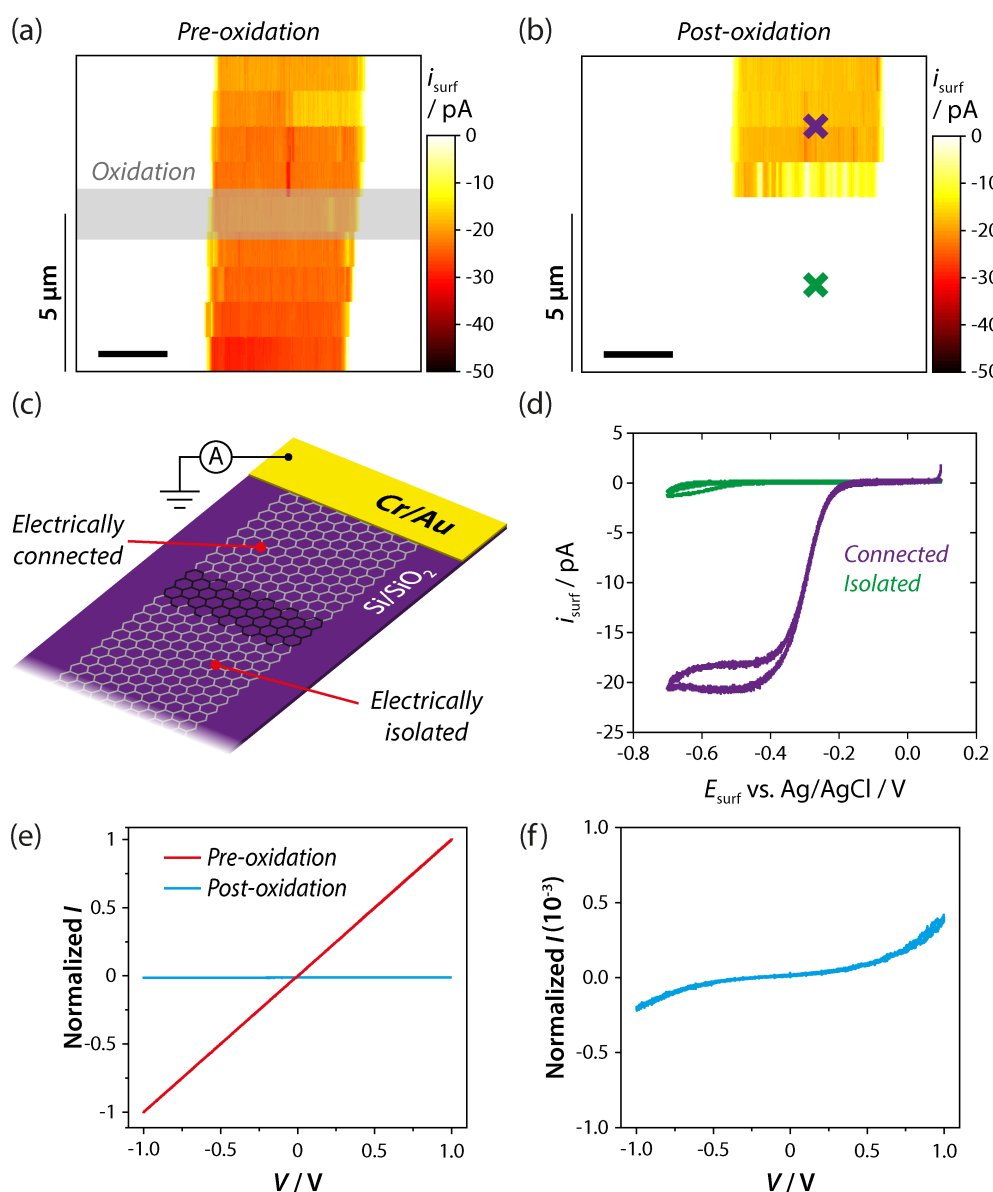 (a)
Pre-oxidation
i surf
/ pA
0
-10
-20
-30
-40
-50
Oxidation
5 µm
(b)
Post-oxidation
i surf
/ pA
0
-10
-20
-30
-40
-50
5 µm
(c)
A
Cr/Au
Si/SiO₂
Electrically
connected
Electrically
isolated
(d)
5
0
-5
-10
-15
-20
-25
i surf / pA
Connected
Isolated
-0.8 -0.6 -0.4 -0.2 0.0 0.2
E surf vs. Ag/AgCl / V
(e)
1
0.5
0
-0.5
-1
Normalized I
Pre-oxidation
Post-oxidation
-1.0 -0.5 0 0.5 1.0
V / V
(f)
1.0
0.5
0.0
-0.5
-1.0
Normalized I (10⁻³)
-1.0 -0.5 0 0.5 1.0
V / V